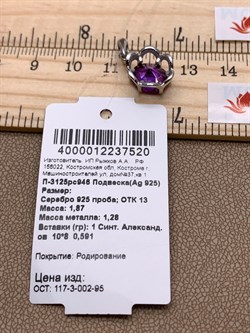 4000012237520
Изготовитель: ИП Рыжков А.А. РФ
156022, Костромская обл, Кострома г,
Машиностроителей ул, дом№37,кв 1
П-3125рс945 Подвеска(Ag 925)
Размер:
Серебро 925 проба; ОТК 13
Масса: 1,87
Масса металла: 1,28
Вставки (гр): 1 Синт. Александ.
ов 10*8 0,591
Покрытие: Родирование
Цена изд:
ОСТ: 117-3-002-95